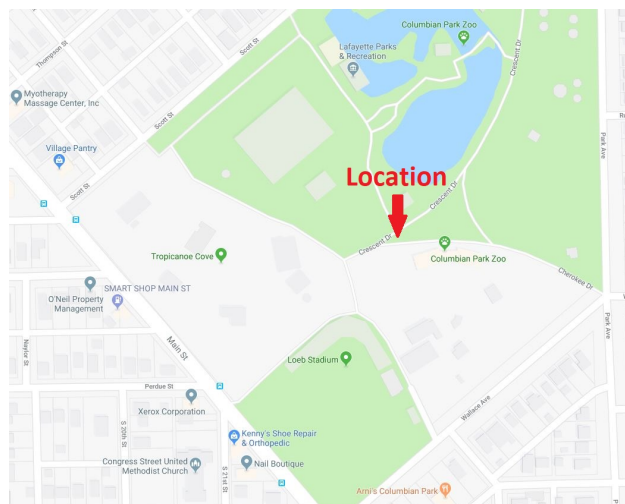 Columbian Park Zoo
Thompson St
Scott St
Lafayette Parks
& Recreation
Crescent Dr
Myotherapy
Massage Center, Inc
Scott St
Park Ave
Village Pantry
Location
Scott St
Crescent Dr
Crescent Dr
Tropicanoe Cove
Columbian Park Zoo
Cherokee Dr
SMART SHOP MAIN ST
O'Neil Property
Management
Main St
Park Ave
Naylor St
Loeb Stadium
Perdue St
Xerox Corporation
Wallace Ave
S 20th St
Kenny's Shoe Repair
& Orthopedic
Congress Street United
Methodist Church
Nail Boutique
S 21st St
Arni's Columbian Park